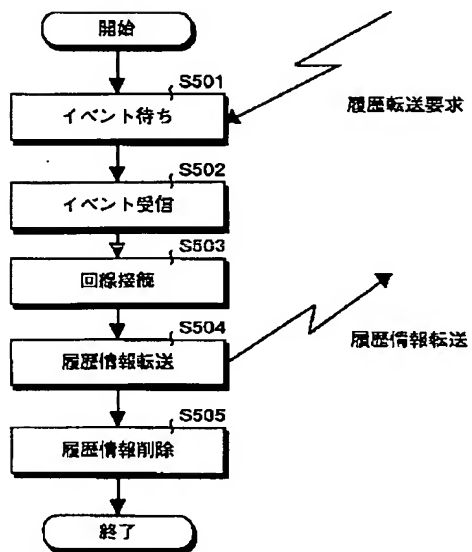 開始
S501
イベント待ち
履歴転送要求
S502
イベント受信
S503
回線接続
S504
履歴情報転送
履歴情報転送
S505
履歴情報削除
終了